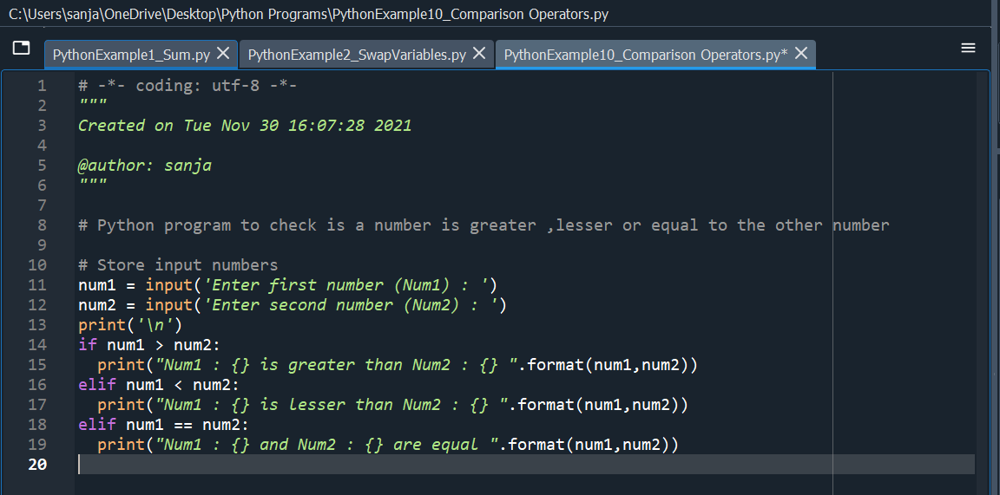 C:\Users\sanja\OneDrive\Desktop\Python Programs\PythonExample10_Comparison Operators.py
PythonExample1_Sum.py PythonExample2_SwapVariables.py PythonExample10_Comparison Operators.py*
1 # -*- coding: utf-8 -*-
2 """
3 Created on Tue Nov 30 16:07:28 2021
4
5 @author: sanja
6 """
7
8 # Python program to check is a number is greater ,lesser or equal to the other number
9
10 # Store input numbers
11 num1 = input('Enter first number (Num1) : ')
12 num2 = input('Enter second number (Num2) : ')
13 print('\n')
14 if num1 > num2:
15   print("Num1 : {} is greater than Num2 : {} ".format(num1,num2))
16 elif num1 < num2:
17   print("Num1 : {} is lesser than Num2 : {} ".format(num1,num2))
18 elif num1 == num2:
19   print("Num1 : {} and Num2 : {} are equal ".format(num1,num2))
20